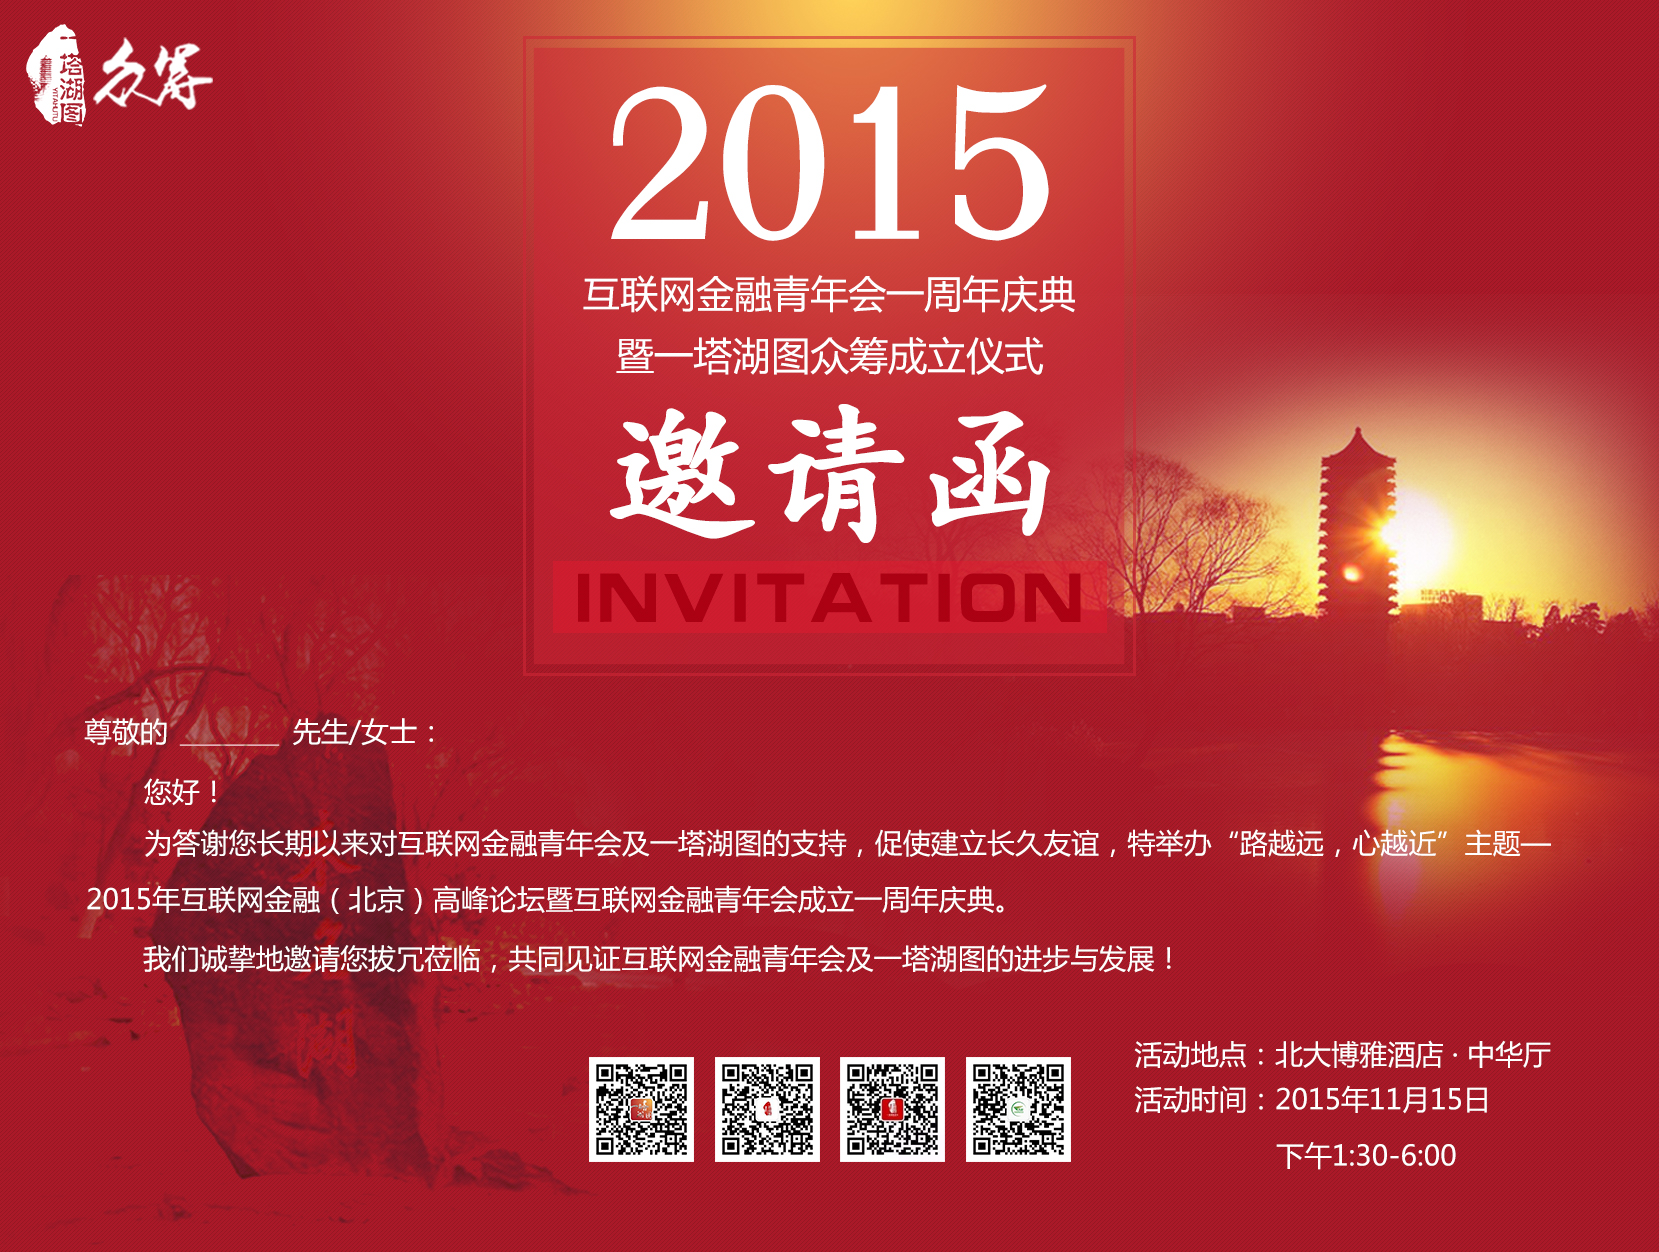 一塔湖图
YITAHUTU
众筹
2015
互联网金融青年会一周年庆典
暨一塔湖图众筹成立仪式
邀请函
INVITATION
尊敬的 _______ 先生/女士：
您好！
为答谢您长期以来对互联网金融青年会及一塔湖图的支持，促使建立长久友谊，特举办“路越远，心越近”主题—
2015年互联网金融（北京）高峰论坛暨互联网金融青年会成立一周年庆典。
我们诚挚地邀请您拔冗莅临，共同见证互联网金融青年会及一塔湖图的进步与发展！
活动地点：北大博雅酒店·中华厅
活动时间：2015年11月15日
下午1:30-6:00